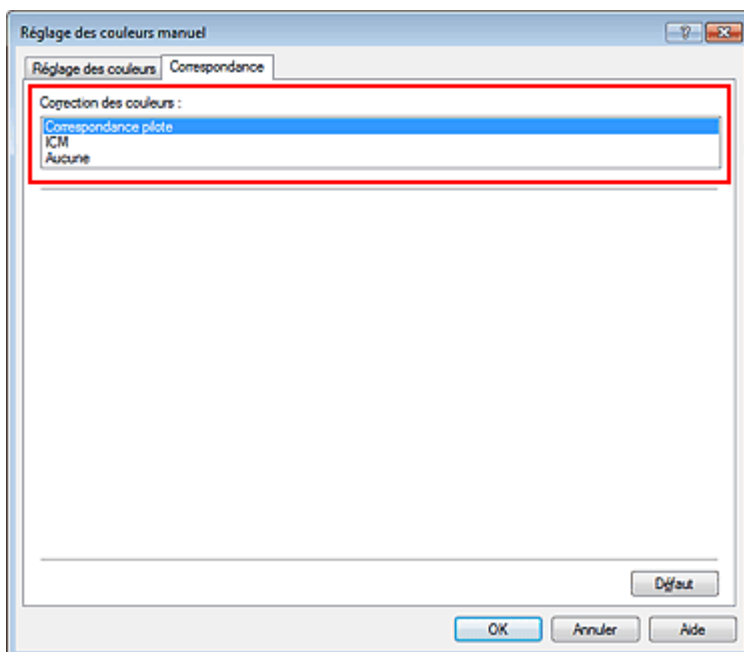 Réglage des couleurs manuel
Réglage des couleurs Correspondance
Correction des couleurs :
Correspondance pilote
ICM
Aucune
Défaut
OK Annuler Aide